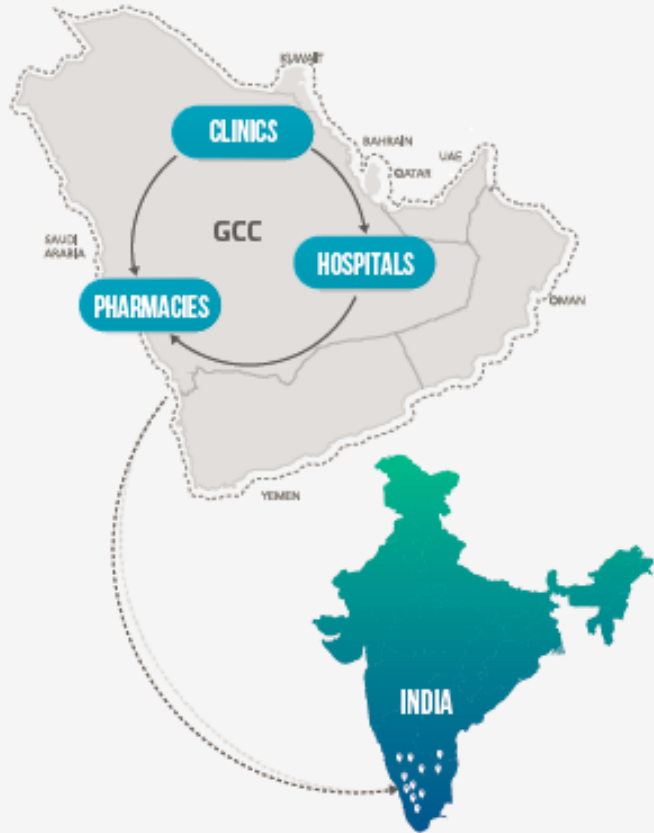 KUWAIT
CLINICS
BAHRAIN
UAE
QATAR
GCC
SAUDI
ARABIA
HOSPITALS
PHARMACIES
OMAN
YEMEN
INDIA